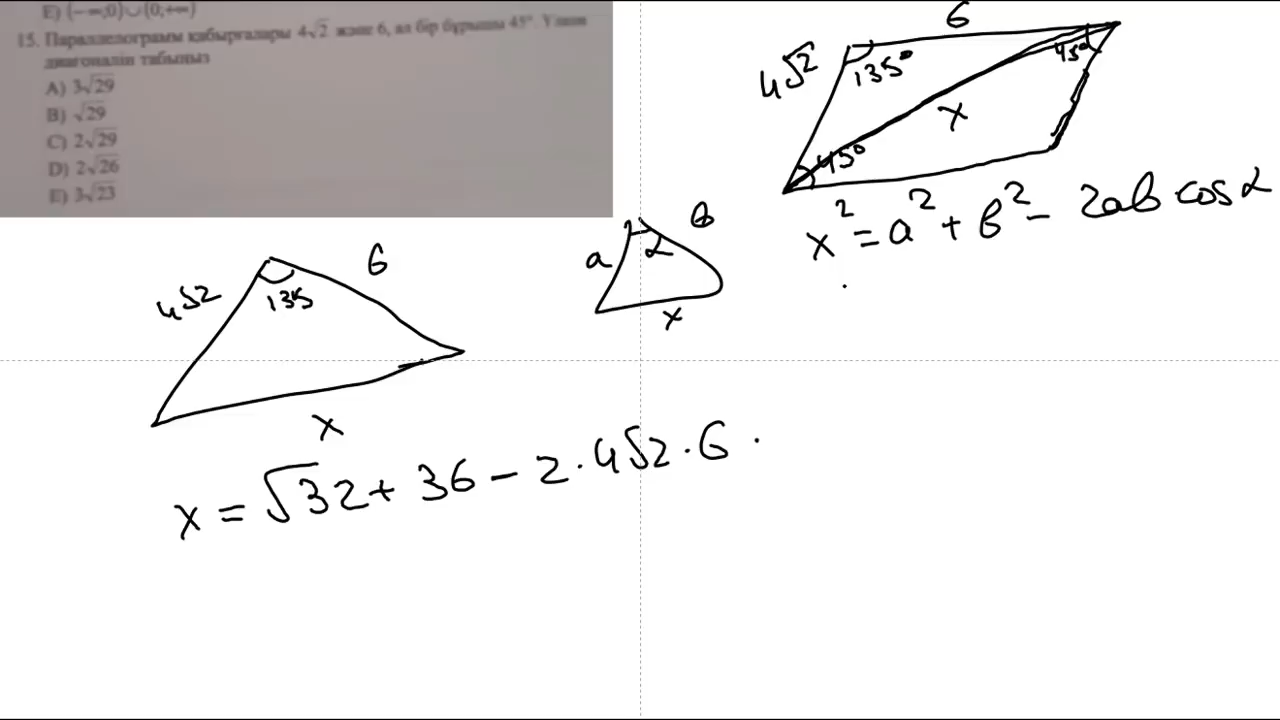 E) (−∞;0)∪(0;+∞)
15. Параллелограмм қабырғалары 4√2 және 6, ал бір бұрышы 45°. Үлкен
диагоналін табыңыз
A) 3√29
B) √29
C) 2√29
D) 2√26
E) 3√23
6
4√2
135°
45°
x
45°
x² = a² + b² − 2ab cos α
a
α
b
x
4√2
135
6
x
x = √32 + 36 − 2 · 4√2 · 6 ·